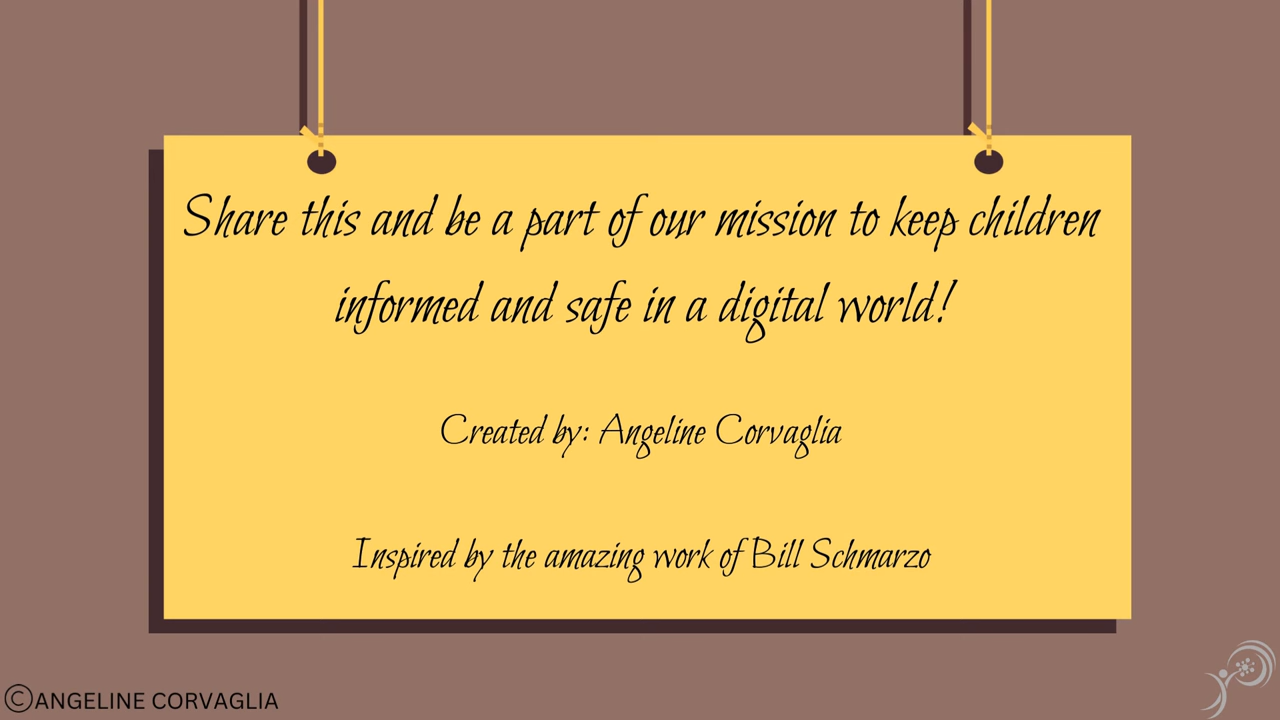 Share this and be a part of our mission to keep children
informed and safe in a digital world!
Created by: Angeline Corvaglia
Inspired by the amazing work of Bill Schmarzo
©ANGELINE CORVAGLIA